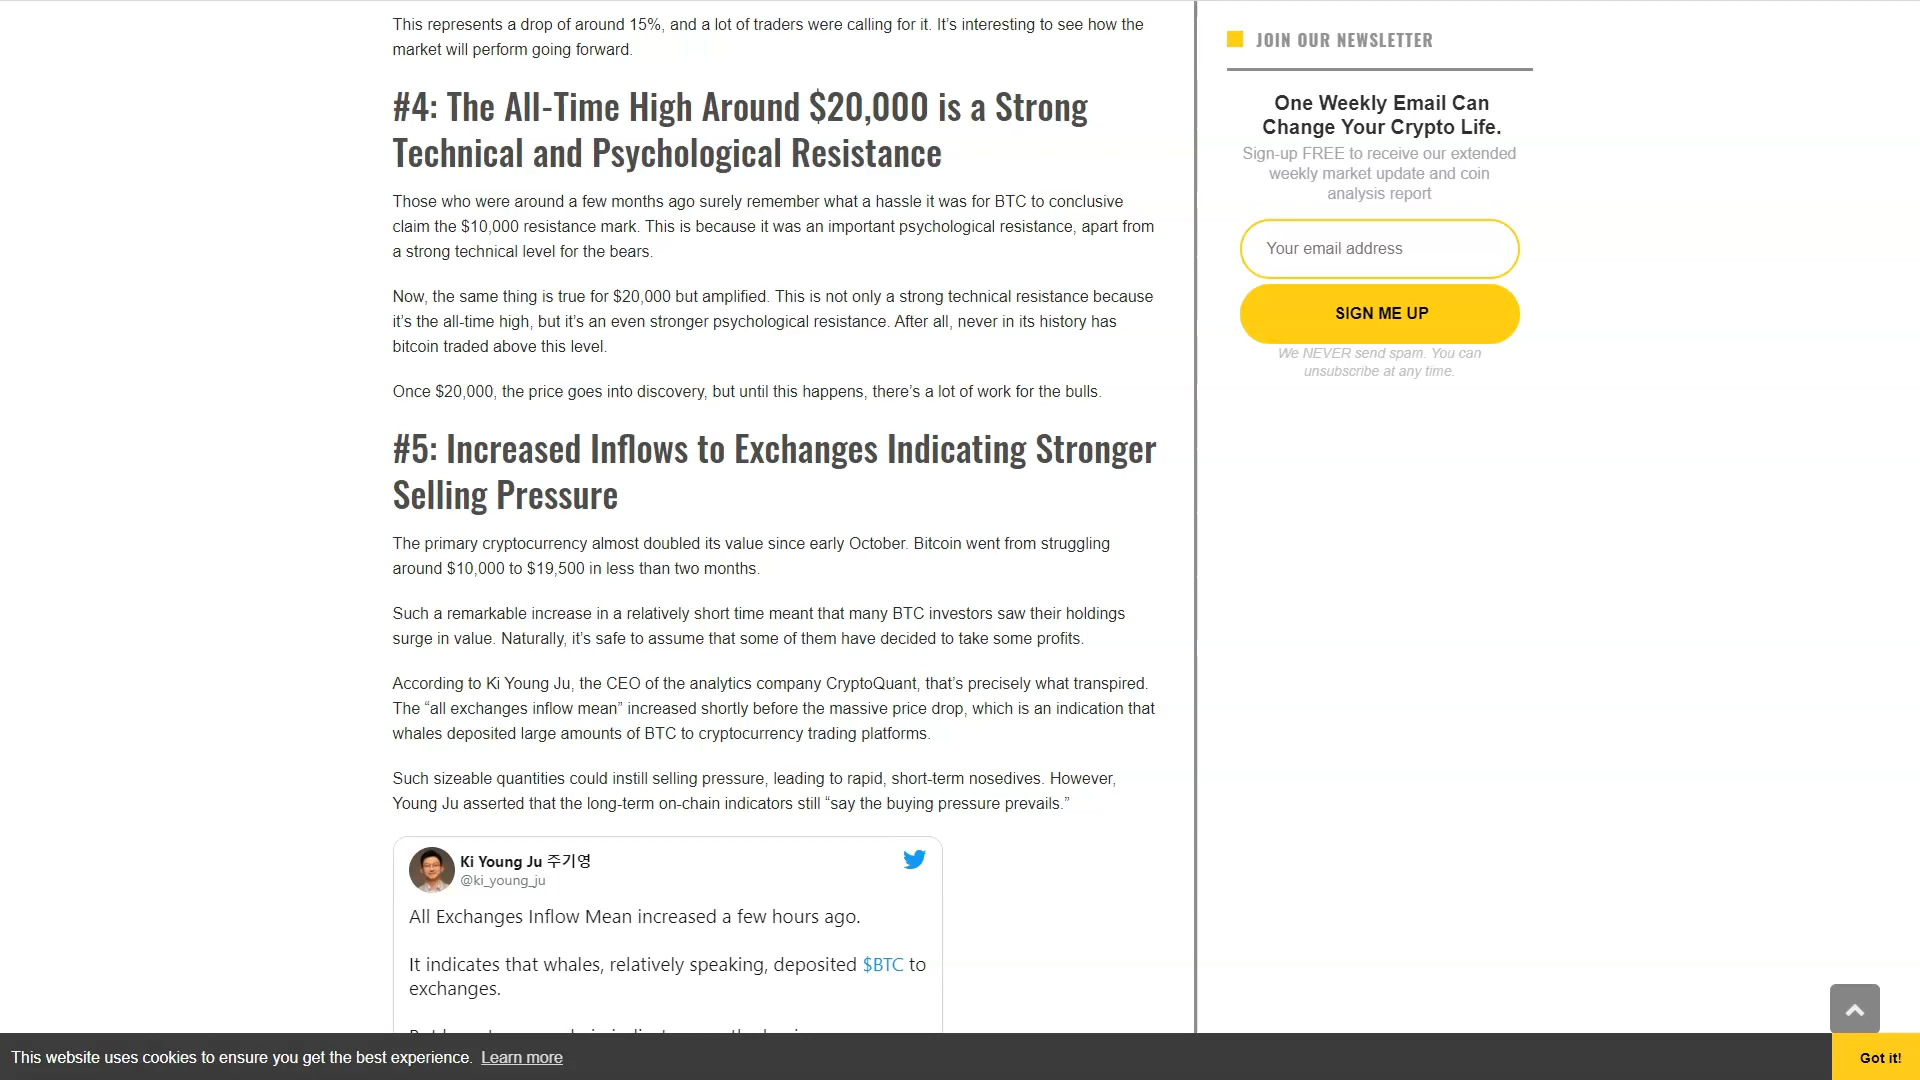 This represents a drop of around 15%, and a lot of traders were calling for it. It’s interesting to see how the
market will perform going forward.
#4: The All-Time High Around $20,000 is a Strong
Technical and Psychological Resistance
Those who were around a few months ago surely remember what a hassle it was for BTC to conclusive
claim the $10,000 resistance mark. This is because it was an important psychological resistance, apart from
a strong technical level for the bears.
Now, the same thing is true for $20,000 but amplified. This is not only a strong technical resistance because
it’s the all-time high, but it’s an even stronger psychological resistance. After all, never in its history has
bitcoin traded above this level.
Once $20,000, the price goes into discovery, but until this happens, there’s a lot of work for the bulls.
#5: Increased Inflows to Exchanges Indicating Stronger
Selling Pressure
The primary cryptocurrency almost doubled its value since early October. Bitcoin went from struggling
around $10,000 to $19,500 in less than two months.
Such a remarkable increase in a relatively short time meant that many BTC investors saw their holdings
surge in value. Naturally, it’s safe to assume that some of them have decided to take some profits.
According to Ki Young Ju, the CEO of the analytics company CryptoQuant, that’s precisely what transpired.
The “all exchanges inflow mean” increased shortly before the massive price drop, which is an indication that
whales deposited large amounts of BTC to cryptocurrency trading platforms.
Such sizeable quantities could instill selling pressure, leading to rapid, short-term nosedives. However,
Young Ju asserted that the long-term on-chain indicators still “say the buying pressure prevails.”
Ki Young Ju 주기영
@ki_young_ju
All Exchanges Inflow Mean increased a few hours ago.
It indicates that whales, relatively speaking, deposited $BTC to
exchanges.
JOIN OUR NEWSLETTER
One Weekly Email Can
Change Your Crypto Life.
Sign-up FREE to receive our extended
weekly market update and coin
analysis report
Your email address
SIGN ME UP
We NEVER send spam. You can
unsubscribe at any time.
This website uses cookies to ensure you get the best experience. Learn more
Got it!